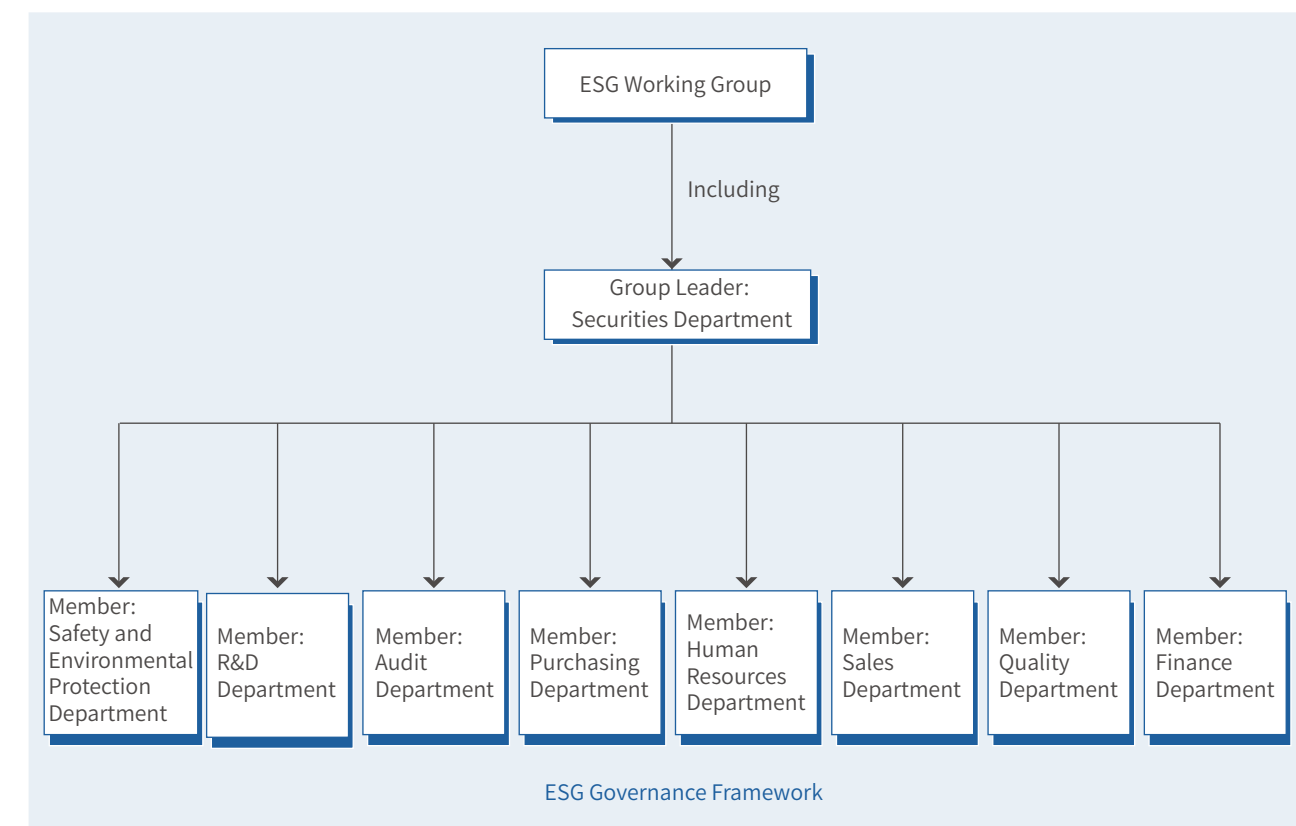 ESG Working Group
Including
Group Leader:
Securities Department
Member:
Safety and
Environmental
Protection
Department
Member:
R&D
Department
Member:
Audit
Department
Member:
Purchasing
Department
Member:
Human
Resources
Department
Member:
Sales
Department
Member:
Quality
Department
Member:
Finance
Department
ESG Governance Framework